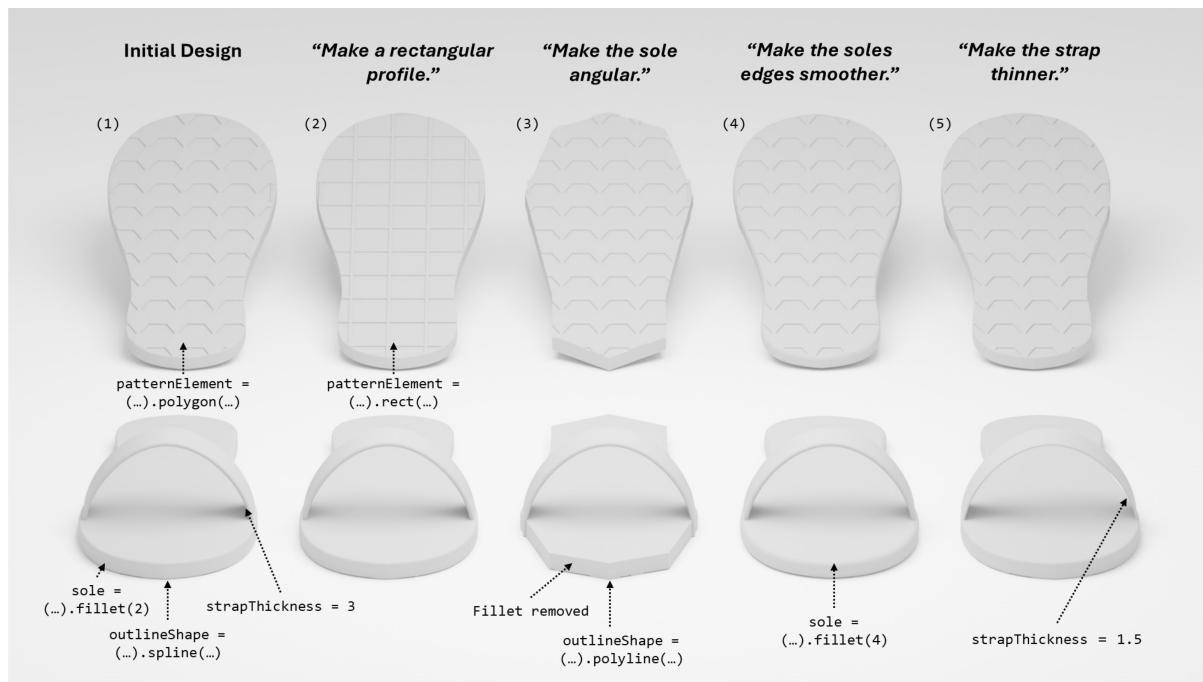 Initial Design
“Make a rectangular
profile.”
“Make the sole
angular.”
“Make the soles
edges smoother.”
“Make the strap
thinner.”
(1)
(2)
(3)
(4)
(5)
patternElement =
(…).polygon(…)
patternElement =
(…).rect(…)
sole =
(…).fillet(2)
strapThickness = 3
outlineShape =
(…).spline(…)
Fillet removed
outlineShape =
(…).polyline(…)
sole =
(…).fillet(4)
strapThickness = 1.5